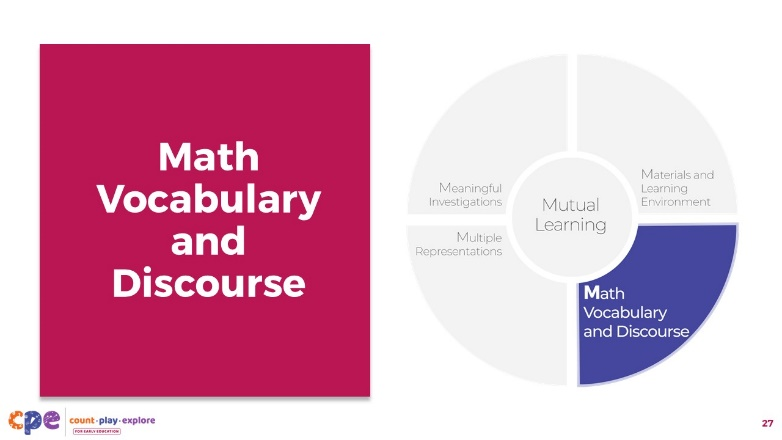 Math
Vocabulary
and
Discourse
Meaningful
Investigations
Materials and
Learning
Environment
Mutual
Learning
Multiple
Representations
Math
Vocabulary
and Discourse
cpe
count·play·explore
FOR EARLY EDUCATION
27